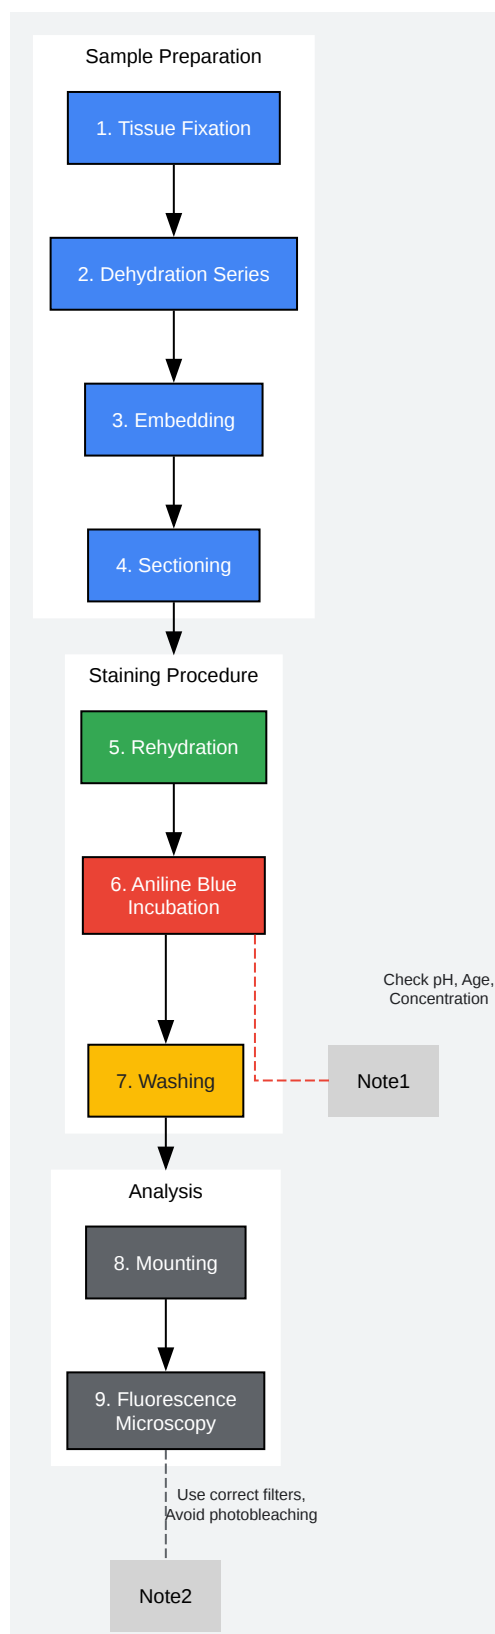 Sample Preparation
1. Tissue Fixation
2. Dehydration Series
3. Embedding
4. Sectioning
Staining Procedure
5. Rehydration
6. Aniline Blue
Incubation
Check pH, Age,
Concentration
7. Washing
Note1
Analysis
8. Mounting
9. Fluorescence
Microscopy
Use correct filters,
Avoid photobleaching
Note2